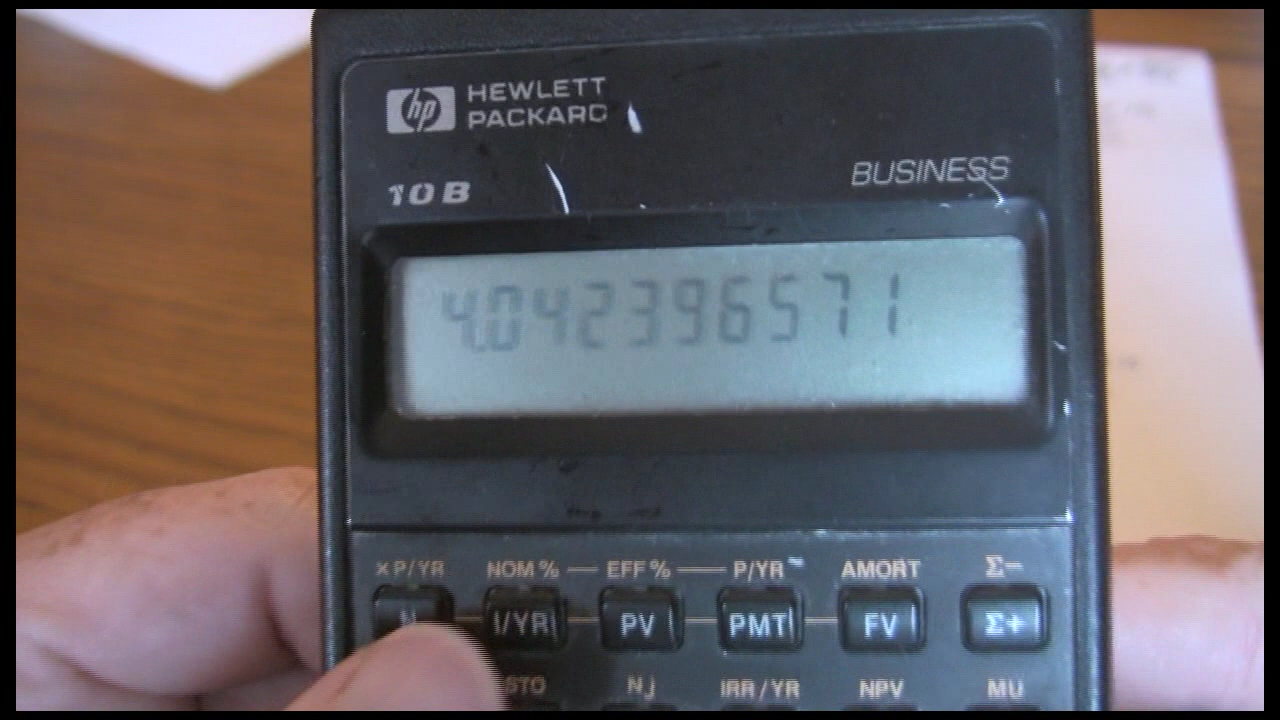 hp HEWLETT
PACKARD
10B BUSINESS
4.042396571
×P/YR NOM% EFF% P/YR AMORT Σ−
N I/YR PV PMT FV Σ+
STO Nj IRR/YR NPV MU